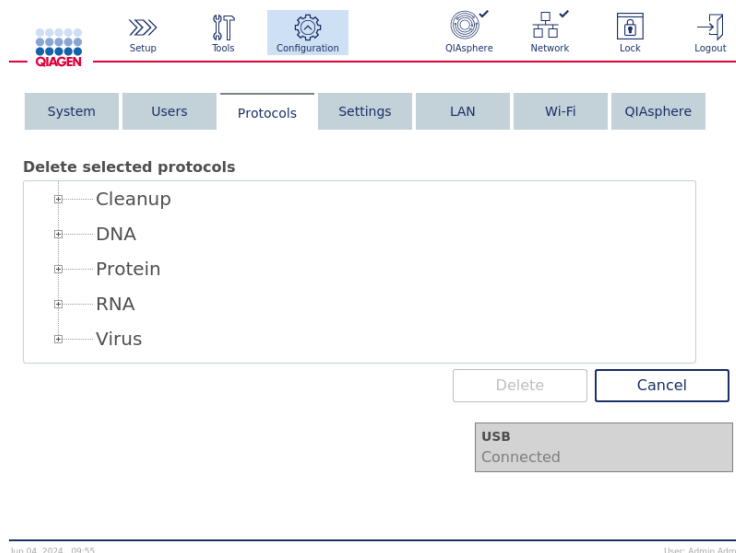 QIAGEN
Setup
Tools
Configuration
QIAsphere
Network
Lock
Logout
System
Users
Protocols
Settings
LAN
Wi-Fi
QIAsphere
Delete selected protocols
Cleanup
DNA
Protein
RNA
Virus
Delete
Cancel
USB
Connected
Jun 04, 2024, 09:55
User: Admin Adm